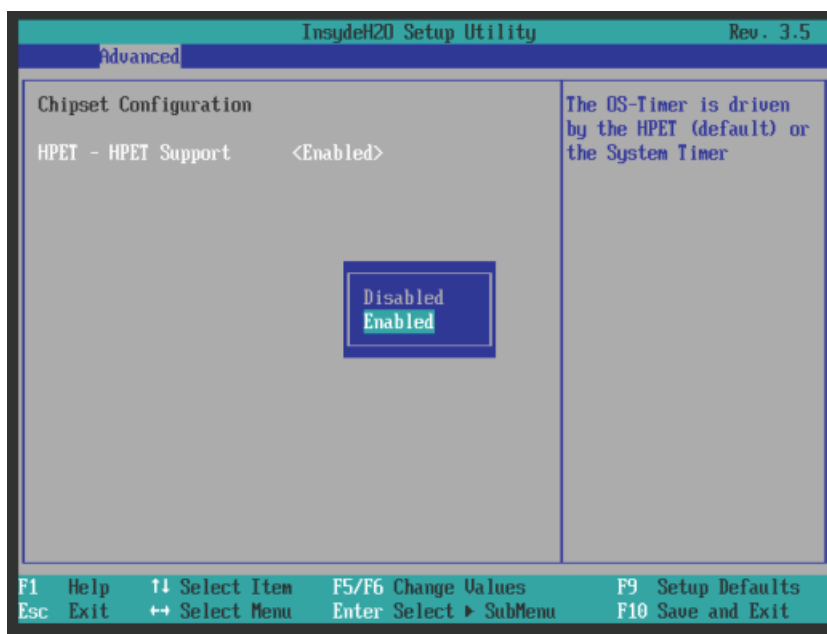 InsydeH2O Setup Utility Rev. 3.5
Advanced
Chipset Configuration
HPET - HPET Support <Enabled>
Disabled
Enabled
The OS-Timer is driven
by the HPET (default) or
the System Timer
F1 Help ↑↓ Select Item F5/F6 Change Values F9 Setup Defaults
Esc Exit ↔ Select Menu Enter Select ▶ SubMenu F10 Save and Exit